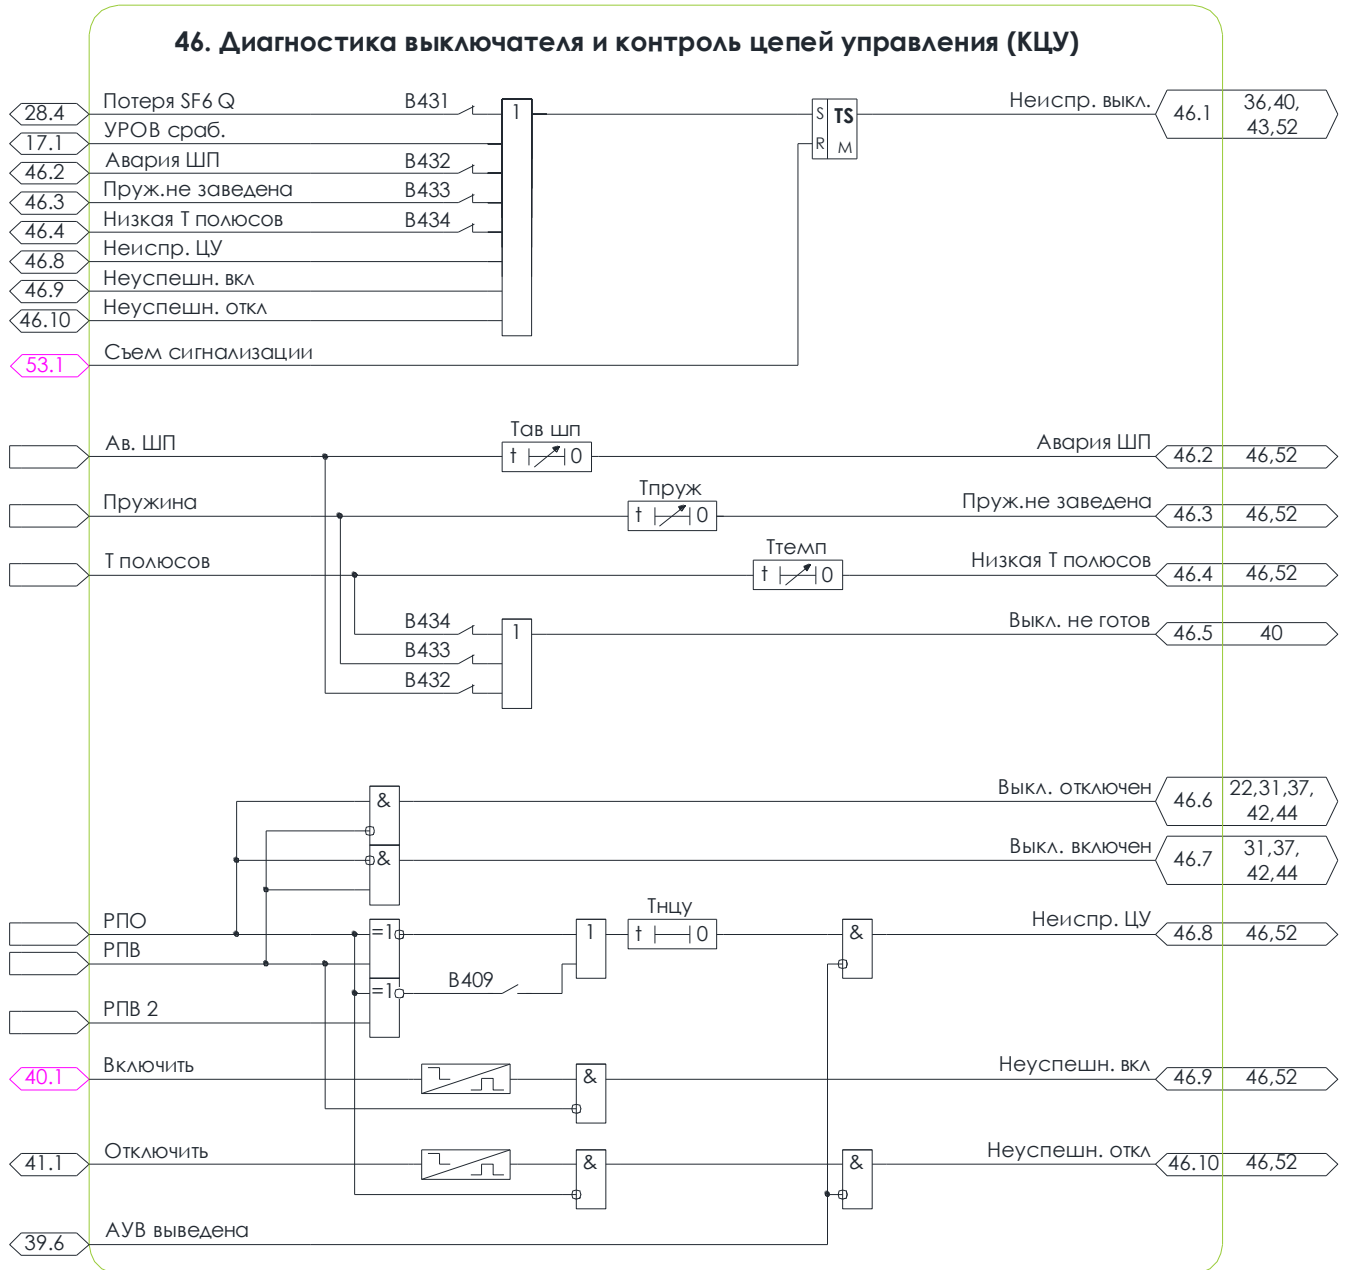 46. Диагностика выключателя и контроль цепей управления (КЦУ)
28.4 Потеря SF6 Q B431 1 S TS Неиспр. выкл. 46.1 36,40, 43,52
17.1 УРОВ сраб. R M
46.2 Авария ШП B432
46.3 Пруж.не заведена B433
46.4 Низкая Т полюсов B434
46.8 Неиспр. ЦУ
46.9 Неуспешн. вкл
46.10 Неуспешн. откл
53.1 Съем сигнализации
Ав. ШП Тав шп t 0 Авария ШП 46.2 46,52
Пружина Тпруж t 0 Пруж.не заведена 46.3 46,52
Т полюсов Ттемп t 0 Низкая Т полюсов 46.4 46,52
B434 1 Выкл. не готов 46.5 40
B433
B432
& Выкл. отключен 46.6 22,31,37, 42,44
& Выкл. включен 46.7 31,37, 42,44
РПО =1 1 Тнцу t 0 & Неиспр. ЦУ 46.8 46,52
РПВ
=1 B409
РПВ 2
40.1 Включить & Неуспешн. вкл 46.9 46,52
41.1 Отключить & & Неуспешн. откл 46.10 46,52
39.6 АУВ выведена